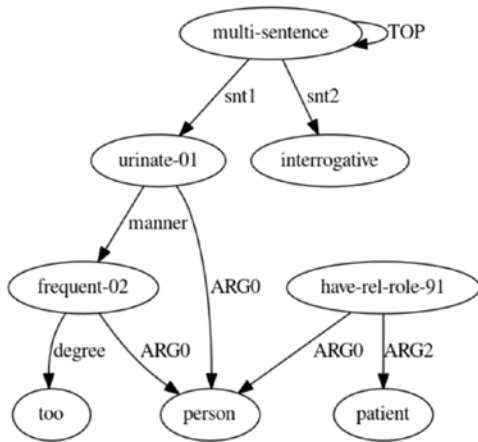 multi-sentence
TOP
snt1
snt2
urinate-01
interrogative
manner
frequent-02
ARG0
have-rel-role-91
degree
ARG0
ARG0
ARG2
too
person
patient